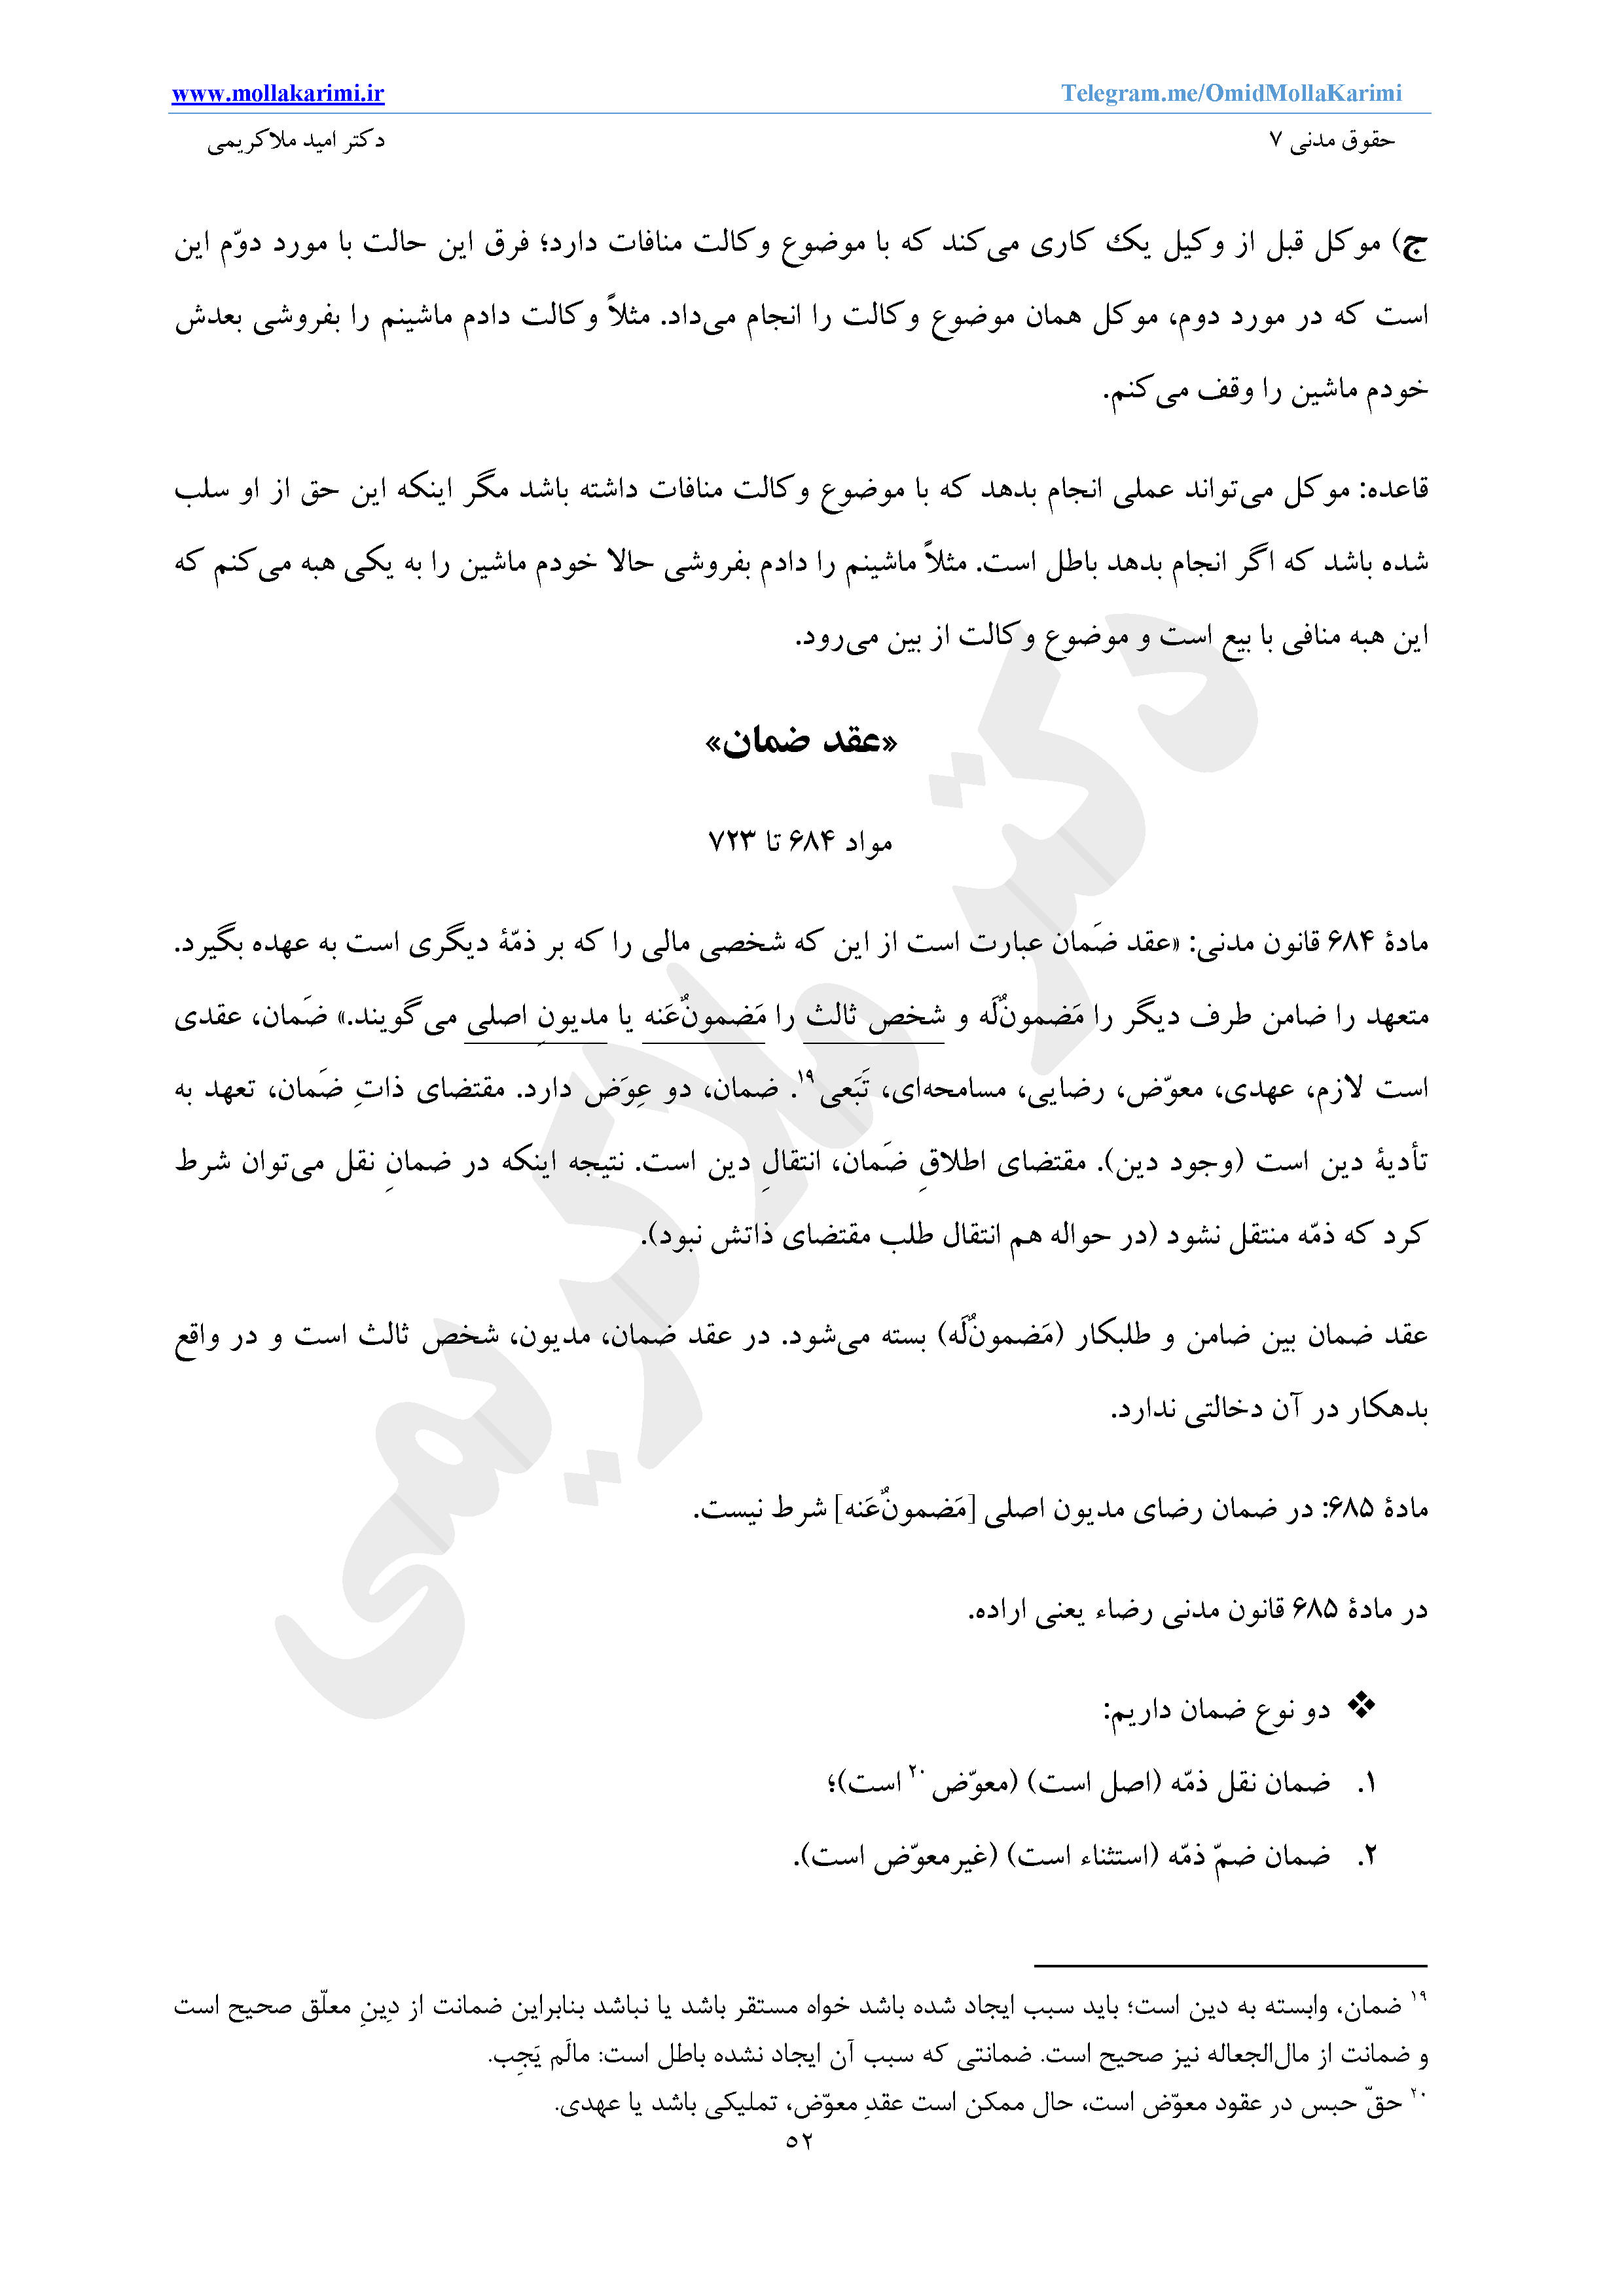 www.mollakarimi.ir Telegram.me/OmidMollaKarimi
حقوق مدنی ۷ دکتر امید ملاکریمی
ج) موکل قبل از وکیل یک کاری می‌کند که با موضوع وکالت منافات دارد؛ فرق این حالت با مورد دوّم این
است که در مورد دوم، موکل همان موضوع وکالت را انجام می‌داد. مثلاً وکالت دادم ماشینم را بفروشی بعدش
خودم ماشین را وقف می‌کنم.
قاعده: موکل می‌تواند عملی انجام بدهد که با موضوع وکالت منافات داشته باشد مگر اینکه این حق از او سلب
شده باشد که اگر انجام بدهد باطل است. مثلاً ماشینم را دادم بفروشی حالا خودم ماشین را به یکی هبه می‌کنم که
این هبه منافی با بیع است و موضوع وکالت از بین می‌رود.
«عقد ضمان»
مواد ۶۸۴ تا ۷۲۳
مادهٔ ۶۸۴ قانون مدنی: «عقد ضَمان عبارت است از این که شخصی مالی را که بر ذمّهٔ دیگری است به عهده بگیرد.
متعهد را ضامن طرف دیگر را مَضمونٌ‌لَه و شخص ثالث را مَضمونٌ‌عَنه یا مدیونِ اصلی می‌گویند.» ضَمان، عقدی
است لازم، عهدی، معوّض، رضایی، مسامحه‌ای، تَبَعی۱۹. ضمان، دو عِوَض دارد. مقتضای ذاتِ ضَمان، تعهد به
تأدیهٔ دین است (وجود دین). مقتضای اطلاقِ ضَمان، انتقالِ دین است. نتیجه اینکه در ضمانِ نقل می‌توان شرط
کرد که ذمّه منتقل نشود (در حواله هم انتقال طلب مقتضای ذاتش نبود).
عقد ضمان بین ضامن و طلبکار (مَضمونٌ‌لَه) بسته می‌شود. در عقد ضمان، مدیون، شخص ثالث است و در واقع
بدهکار در آن دخالتی ندارد.
مادهٔ ۶۸۵: در ضمان رضای مدیون اصلی [مَضمونٌ‌عَنه] شرط نیست.
در مادهٔ ۶۸۵ قانون مدنی رضاء یعنی اراده.
❖ دو نوع ضمان داریم:
۱. ضمان نقل ذمّه (اصل است) (معوّض۲۰ است)؛
۲. ضمان ضمّ ذمّه (استثناء است) (غیرمعوّض است).
۱۹ ضمان، وابسته به دین است؛ باید سبب ایجاد شده باشد خواه مستقر باشد یا نباشد بنابراین ضمانت از دِینِ معلّق صحیح است
و ضمانت از مال‌الجعاله نیز صحیح است. ضمانتی که سبب آن ایجاد نشده باطل است: مالَم یَجِب.
۲۰ حقّ حبس در عقود معوّض است، حال ممکن است عقدِ معوّض، تملیکی باشد یا عهدی.
۵۲
دکتر ملاکریمی